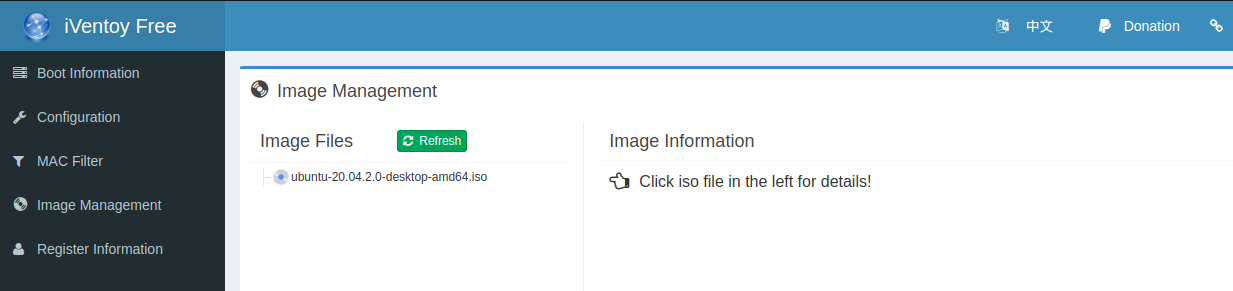 iVentoy Free
中文
Donation
Boot Information
Configuration
MAC Filter
Image Management
Register Information
Image Management
Image Files
Refresh
ubuntu-20.04.2.0-desktop-amd64.iso
Image Information
Click iso file in the left for details!